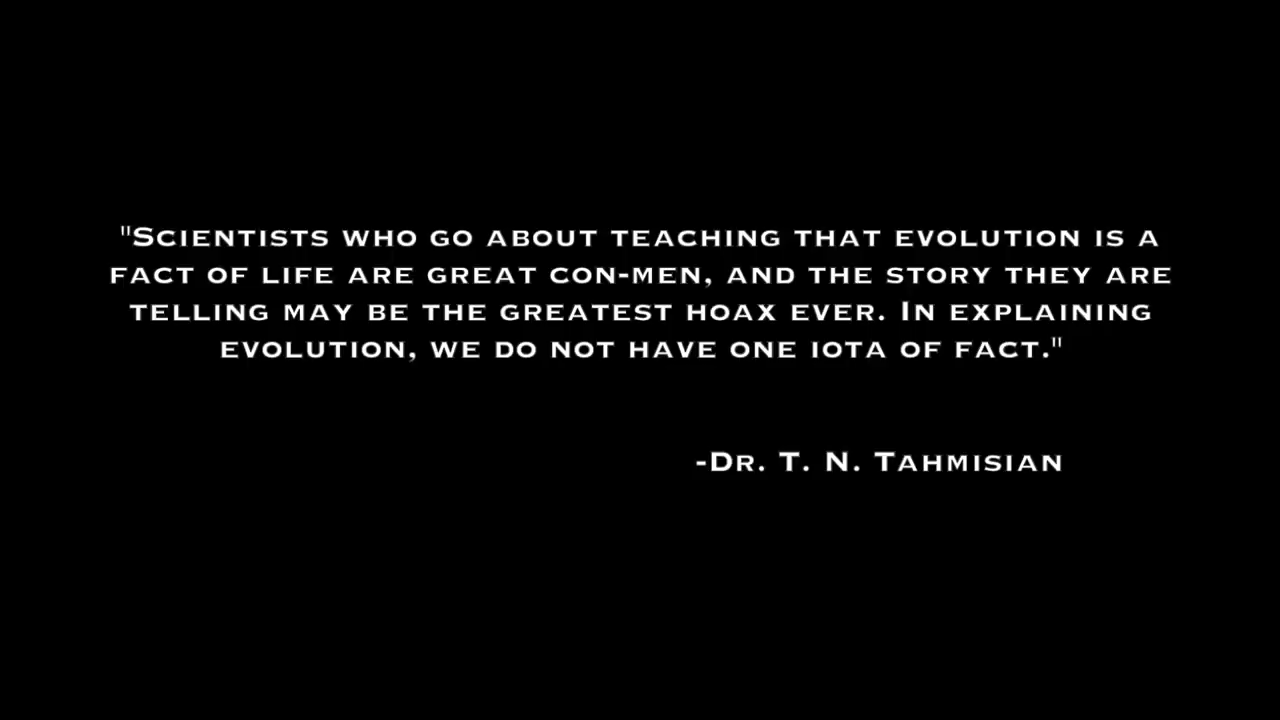 "Scientists who go about teaching that evolution is a
fact of life are great con-men, and the story they are
telling may be the greatest hoax ever. In explaining
evolution, we do not have one iota of fact."
-Dr. T. N. Tahmisian